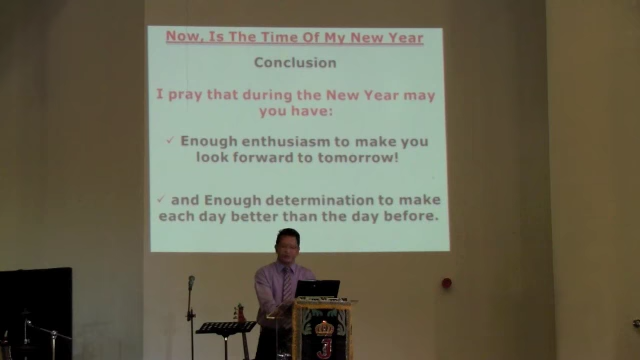 Now, Is The Time Of My New Year
Conclusion
I pray that during the New Year may
you have:
✓ Enough enthusiasm to make you
look forward to tomorrow!
✓ and Enough determination to make
each day better than the day before.
J